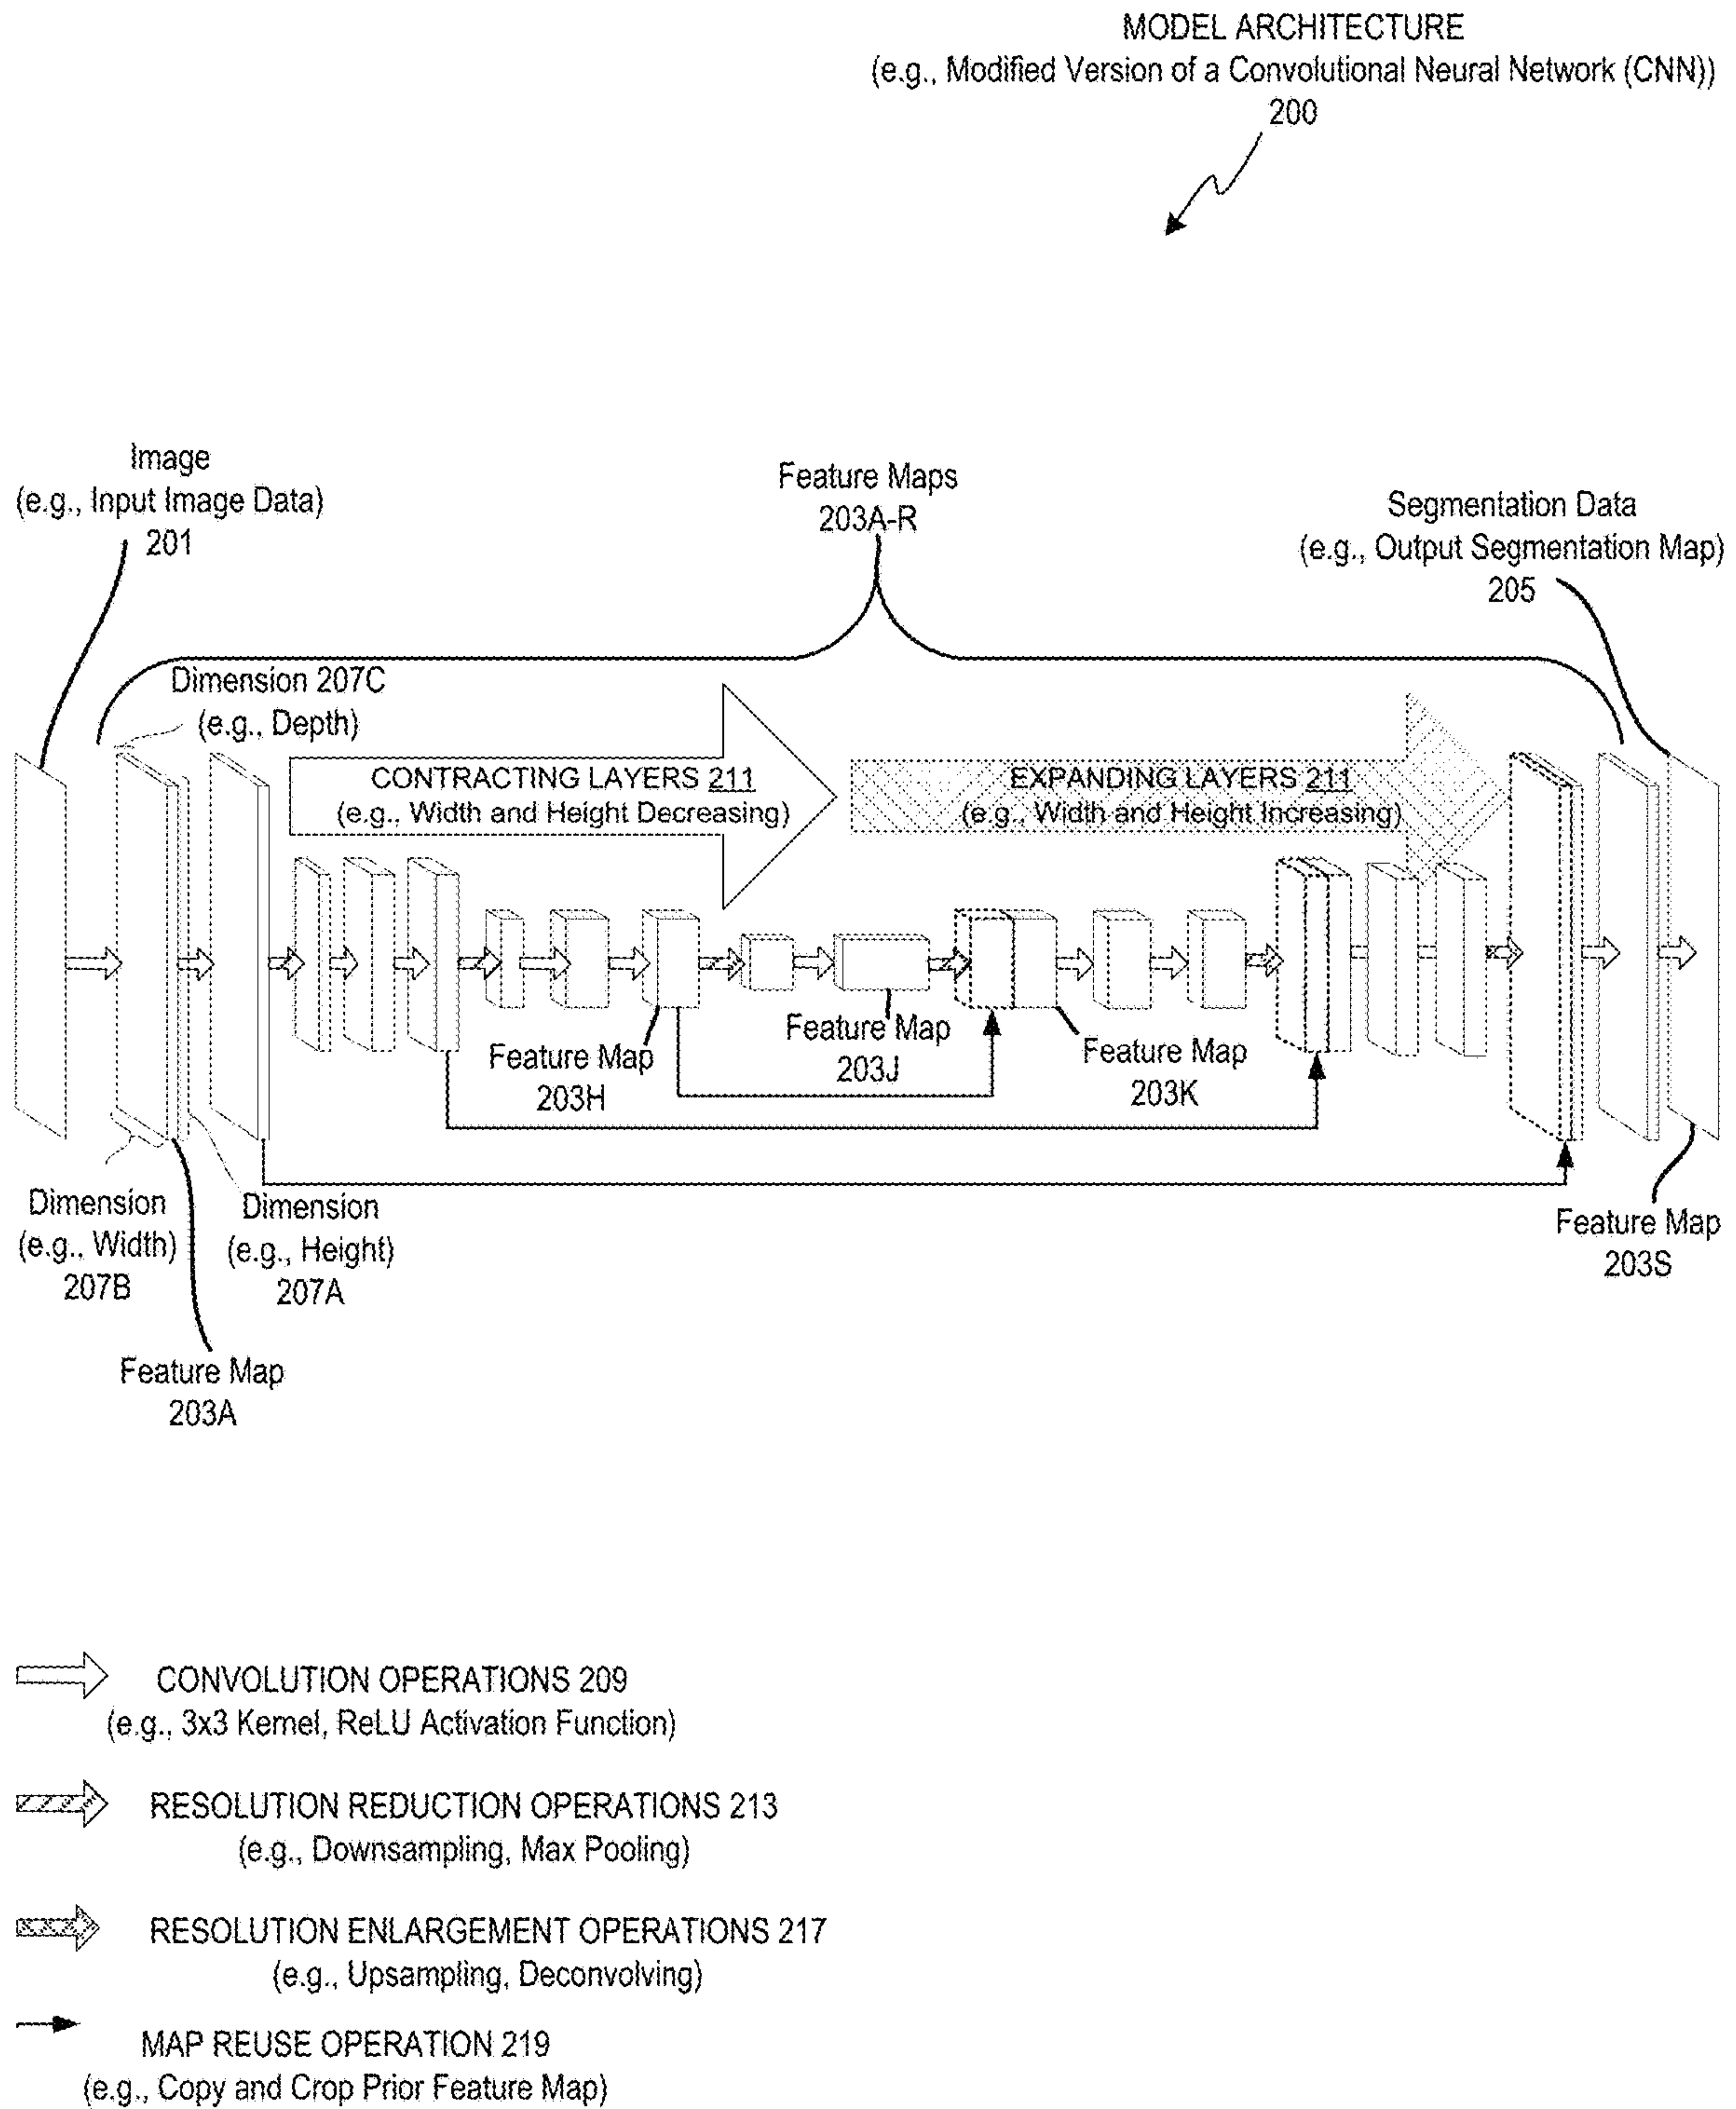 MODEL ARCHITECTURE
(e.g., Modified Version of a Convolutional Neural Network (CNN))
200
Image
(e.g., Input Image Data)
201
Feature Maps
203A-R
Segmentation Data
(e.g., Output Segmentation Map)
205
Dimension 207C
(e.g., Depth)
CONTRACTING LAYERS 211
(e.g., Width and Height Decreasing)
EXPANDING LAYERS 211
(e.g., Width and Height Increasing)
Feature Map
203H
Feature Map
203J
Feature Map
203K
Dimension
(e.g., Width)
207B
Dimension
(e.g., Height)
207A
Feature Map
203S
Feature Map
203A
CONVOLUTION OPERATIONS 209
(e.g., 3x3 Kernel, ReLU Activation Function)
RESOLUTION REDUCTION OPERATIONS 213
(e.g., Downsampling, Max Pooling)
RESOLUTION ENLARGEMENT OPERATIONS 217
(e.g., Upsampling, Deconvolving)
MAP REUSE OPERATION 219
(e.g., Copy and Crop Prior Feature Map)